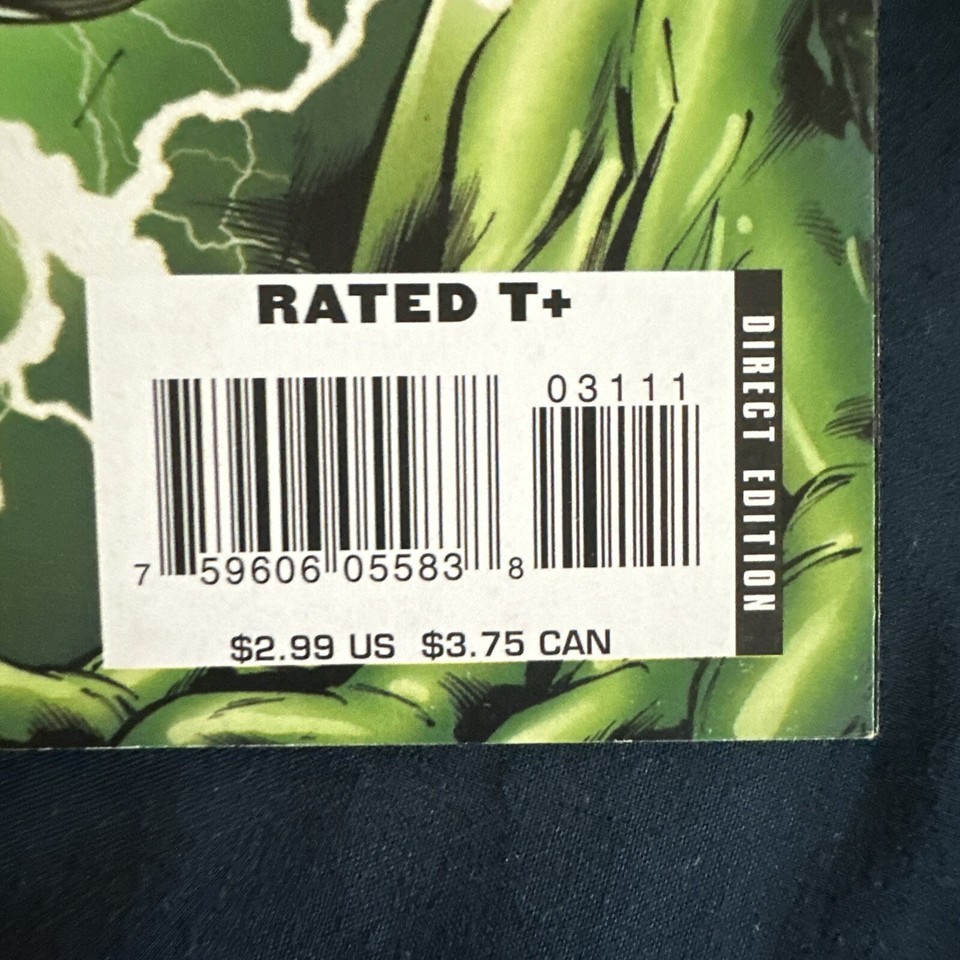 RATED T+
03111
7 59606 05583 8
$2.99 US $3.75 CAN
DIRECT EDITION